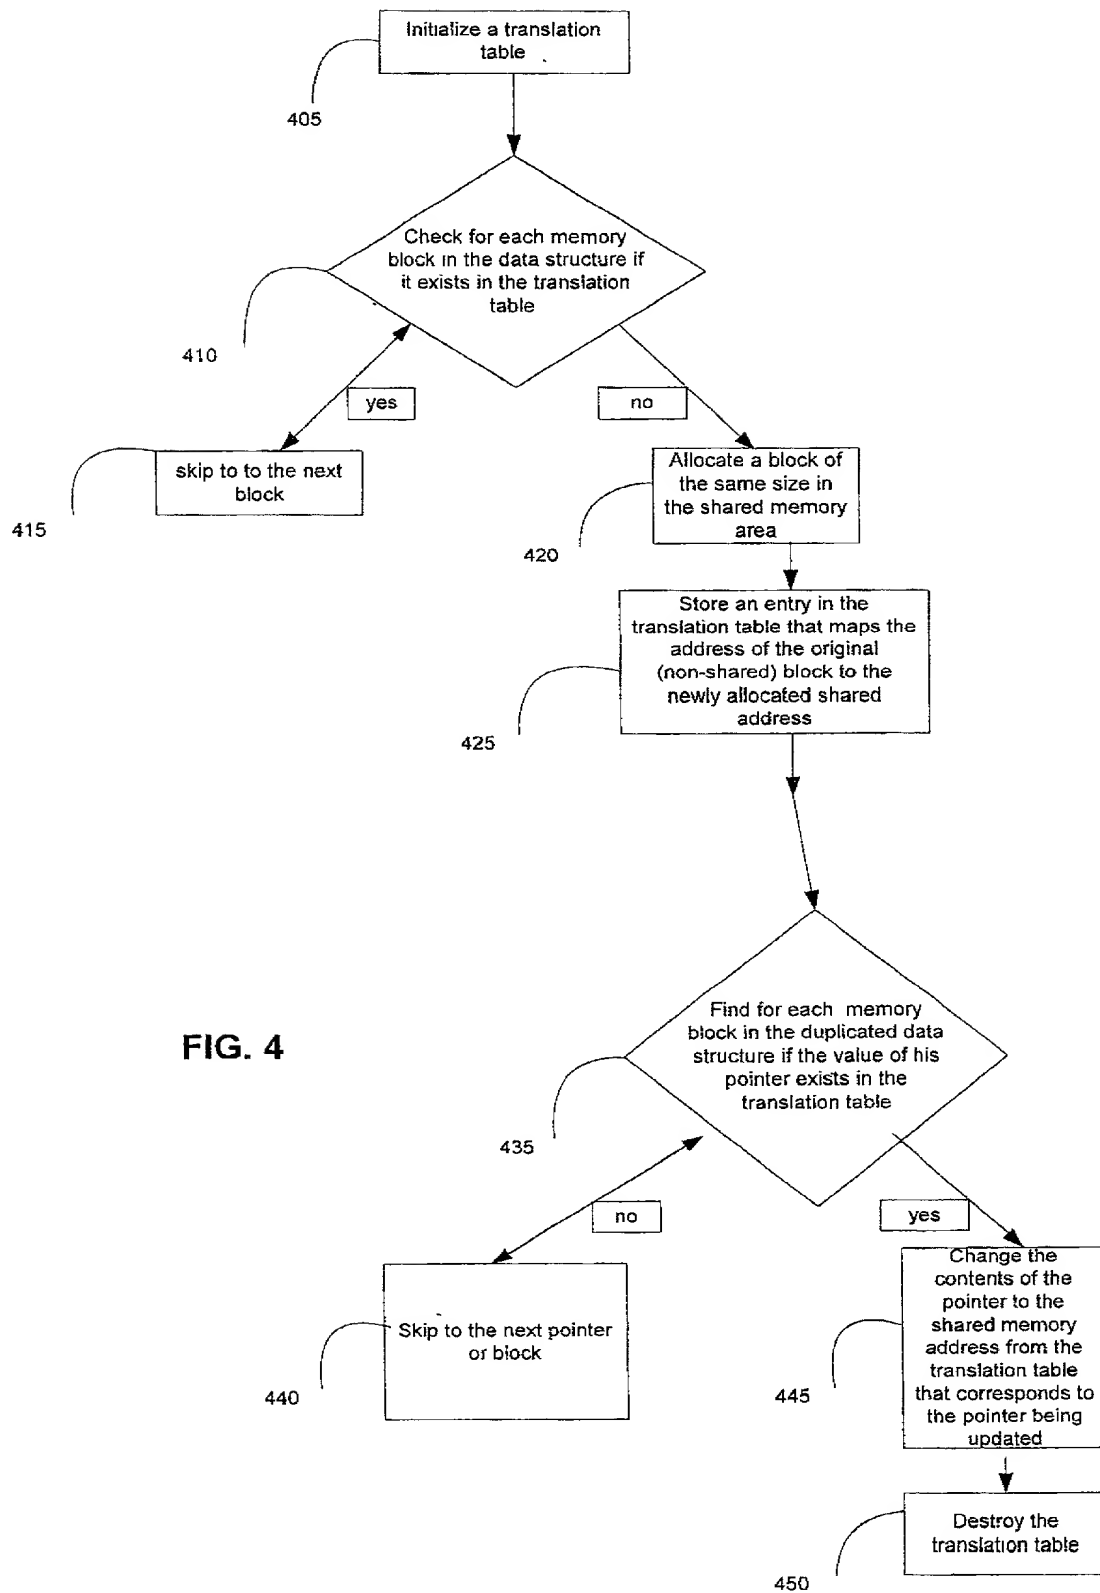 Initialize a translation
table
405
Check for each memory
block in the data structure if
it exists in the translation
table
410
yes
no
skip to to the next
block
415
Allocate a block of
the same size in
the shared memory
area
420
Store an entry in the
translation table that maps the
address of the original
(non-shared) block to the
newly allocated shared
address
425
FIG. 4
Find for each memory
block in the duplicated data
structure if the value of his
pointer exists in the
translation table
435
no
yes
Skip to the next pointer
or block
440
Change the
contents of the
pointer to the
shared memory
address from the
translation table
that corresponds to
the pointer being
updated
445
Destroy the
translation table
450